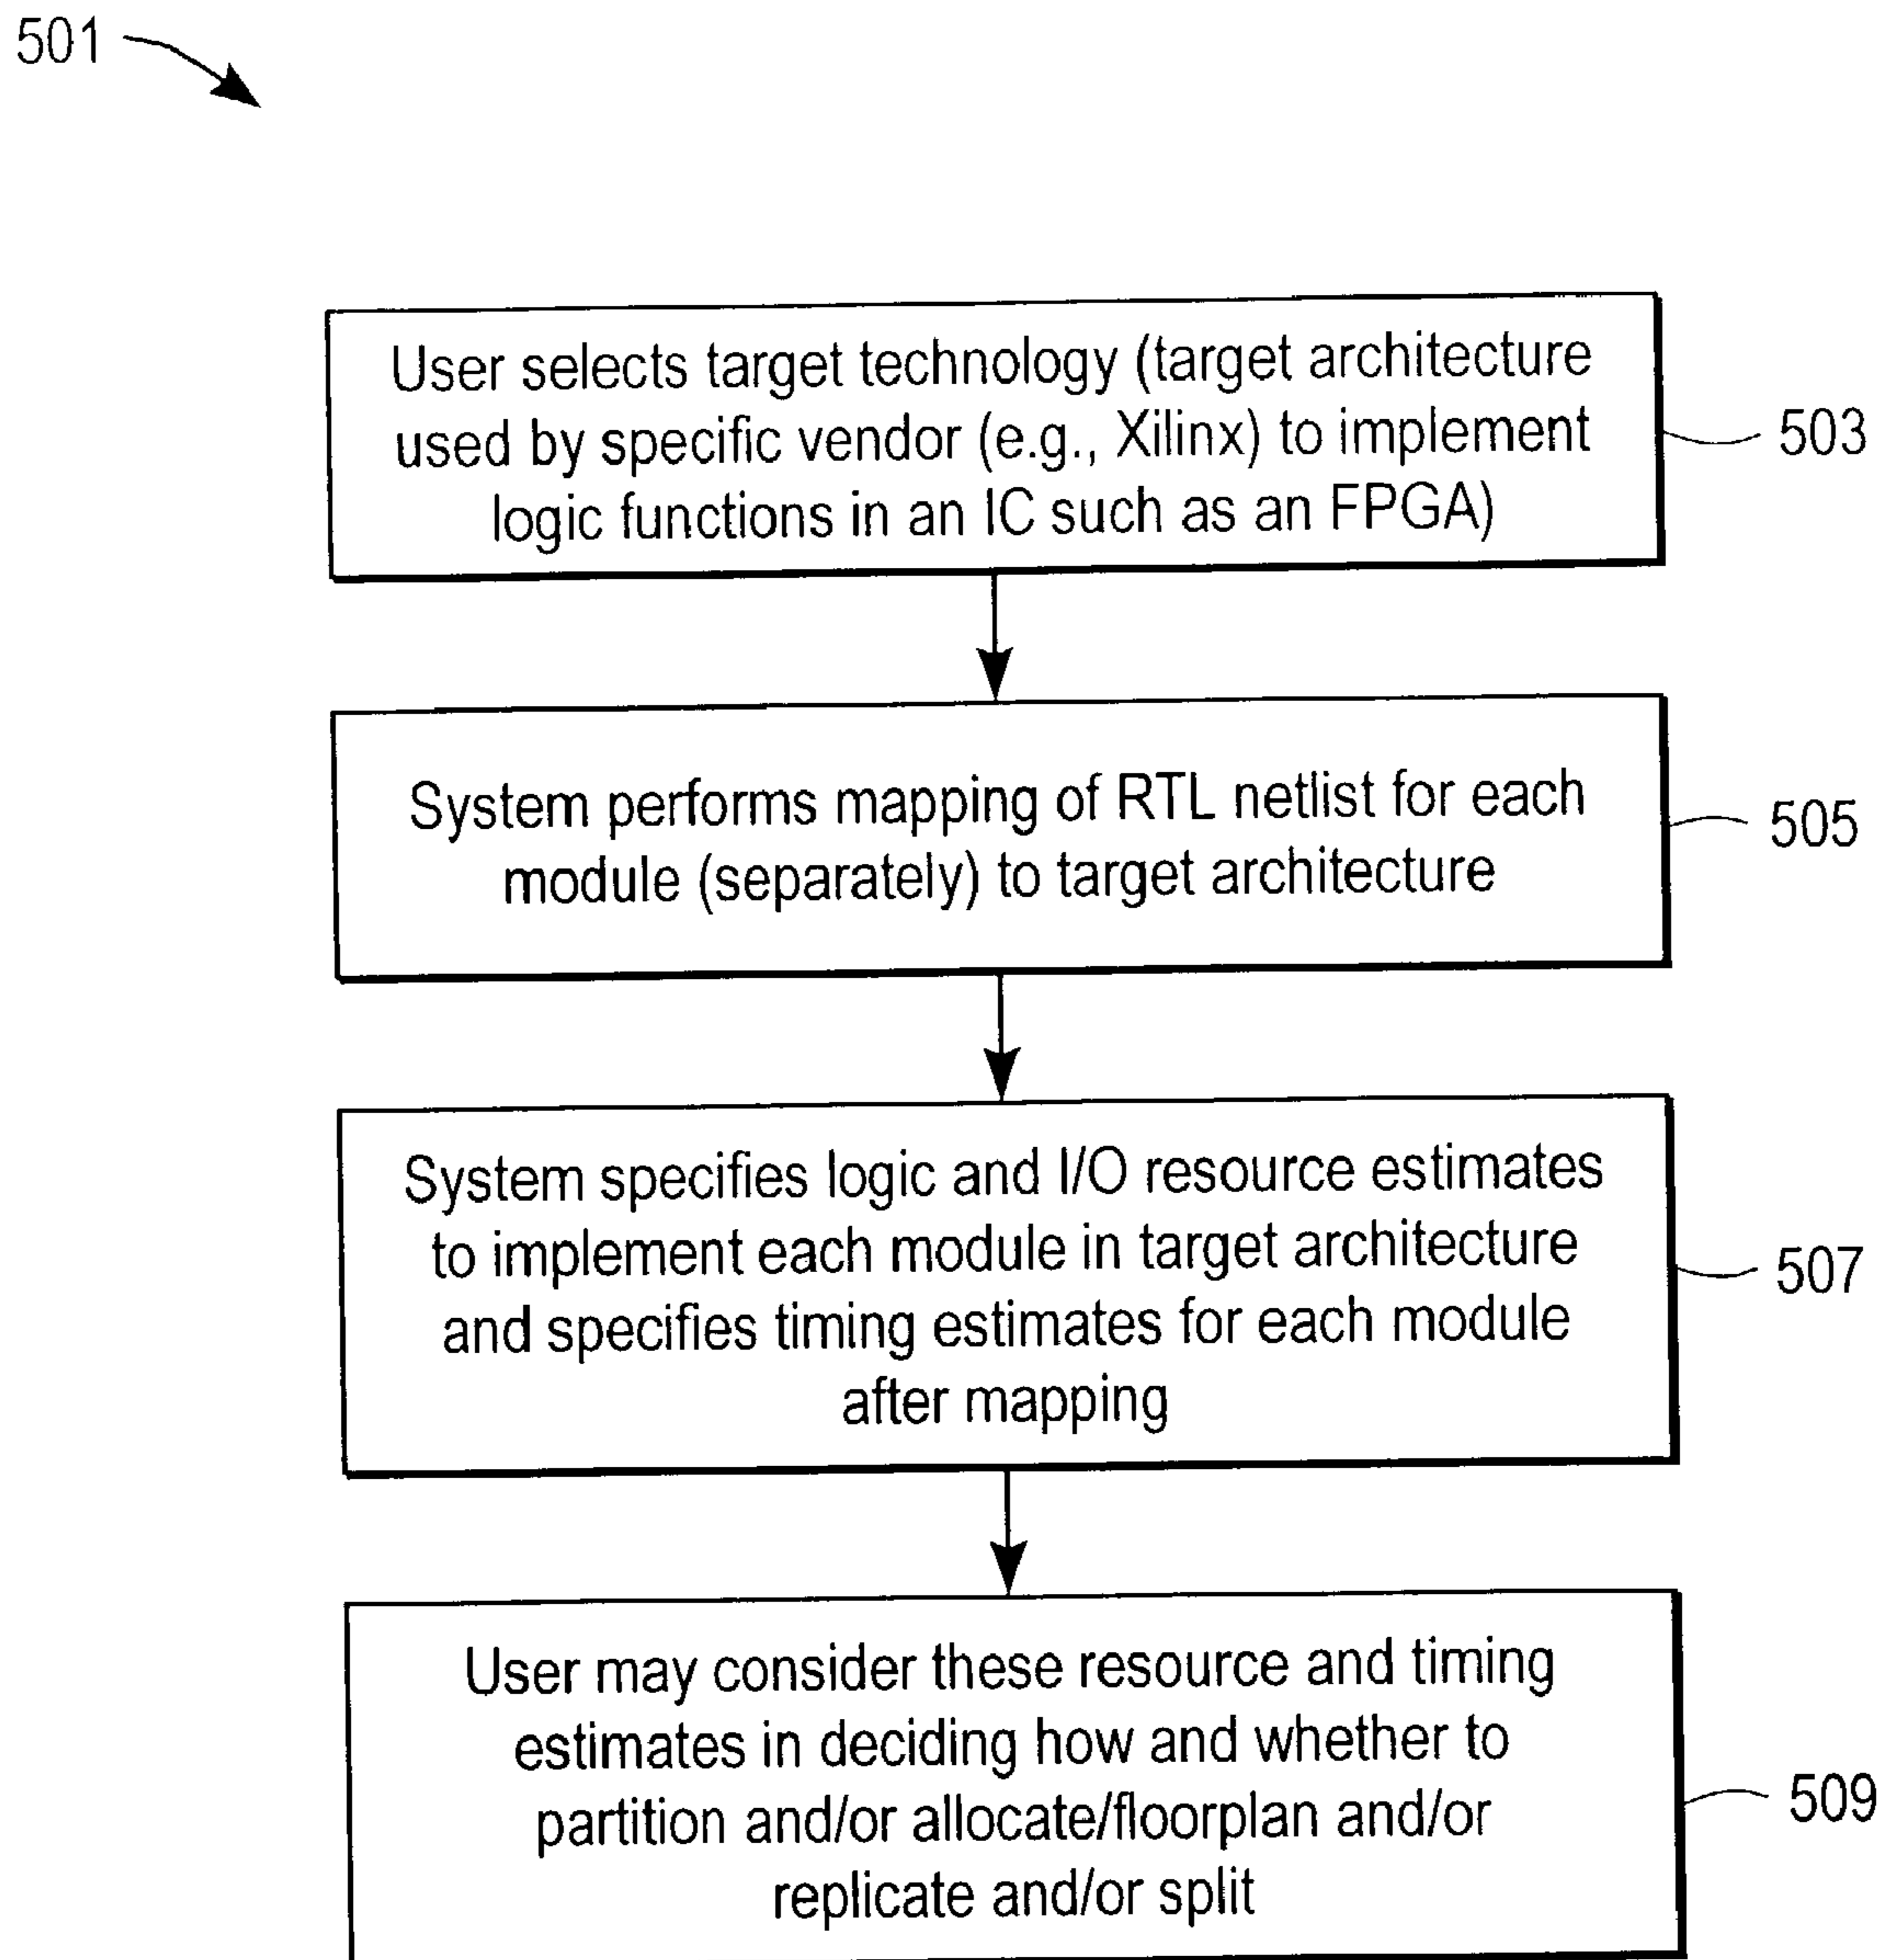 501
User selects target technology (target architecture
used by specific vendor (e.g., Xilinx) to implement
logic functions in an IC such as an FPGA)
503
System performs mapping of RTL netlist for each
module (separately) to target architecture
505
System specifies logic and I/O resource estimates
to implement each module in target architecture
and specifies timing estimates for each module
after mapping
507
User may consider these resource and timing
estimates in deciding how and whether to
partition and/or allocate/floorplan and/or
replicate and/or split
509